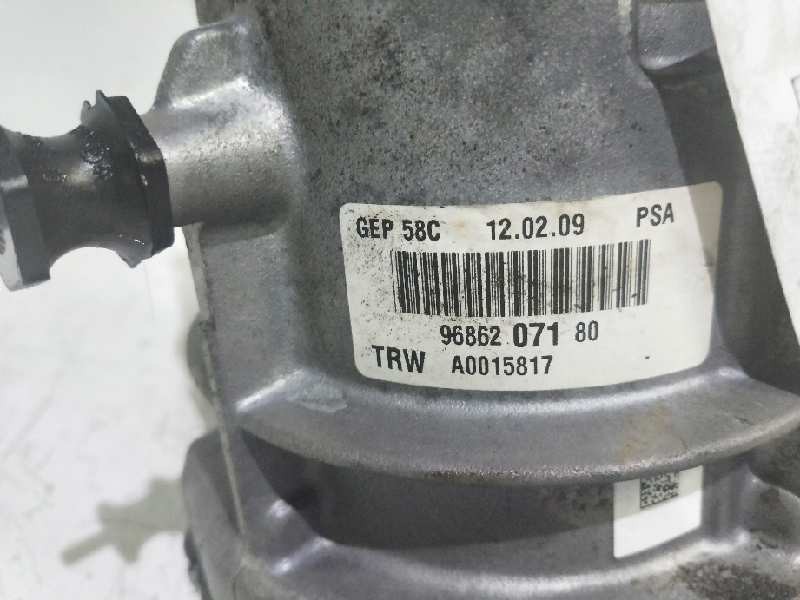 GEP 58C 12.02.09 PSA
96862 071 80
TRW A0015817